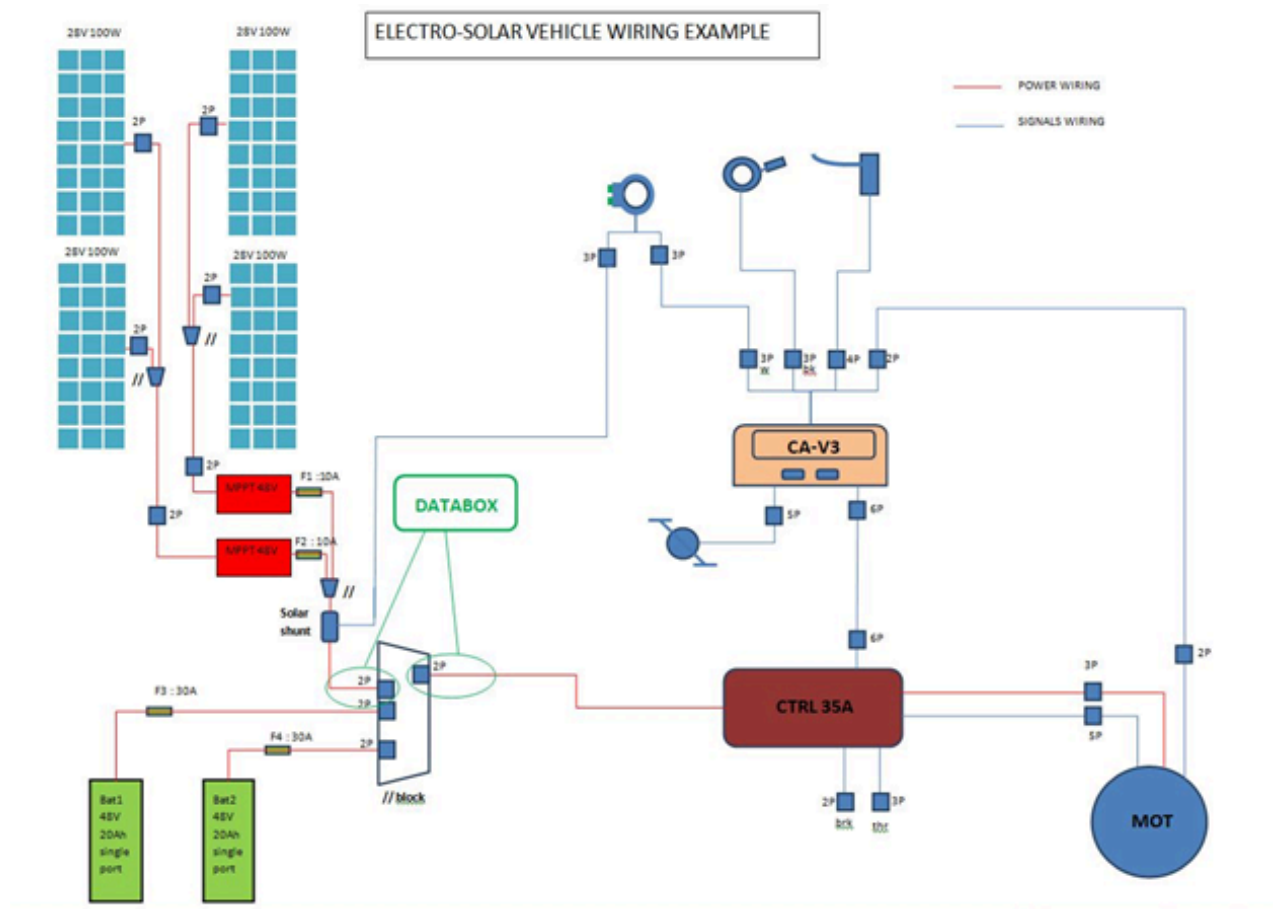 ELECTRO-SOLAR VEHICLE WIRING EXAMPLE
28V 100W
28V 100W
POWER WIRING
SIGNALS WIRING
2P
2P
28V 100W
28V 100W
2P
2P
//
//
3P
3P
3P
w
3P
bk
4P
2P
CA-V3
2P
2P
MPPT 48V
F1 :10A
MPPT 48V
F2 : 10A
//
DATABOX
5P
6P
6P
Solar
shunt
2P
2P
2P
2P
F3 : 30A
F4 : 30A
// block
CTRL 35A
3P
5P
2P
2P
brk
3P
thr
MOT
Bat1
48V
20Ah
single
port
Bat2
48V
20Ah
single
port